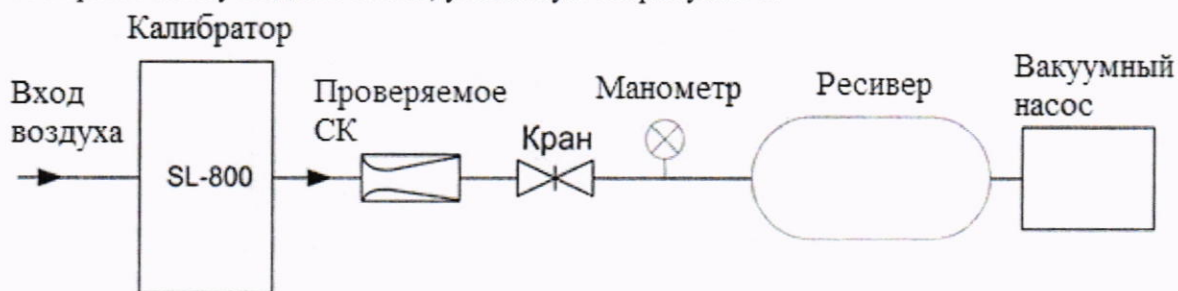 Калибратор
Вход
воздуха
SL-800
Проверяемое
СК
Кран
Манометр
Ресивер
Вакуумный
насос